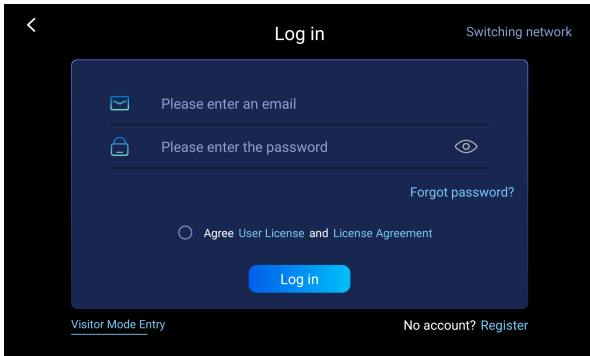 Log in
Switching network
Please enter an email
Please enter the password
Forgot password?
Agree User License and License Agreement
Log in
Visitor Mode Entry
No account? Register